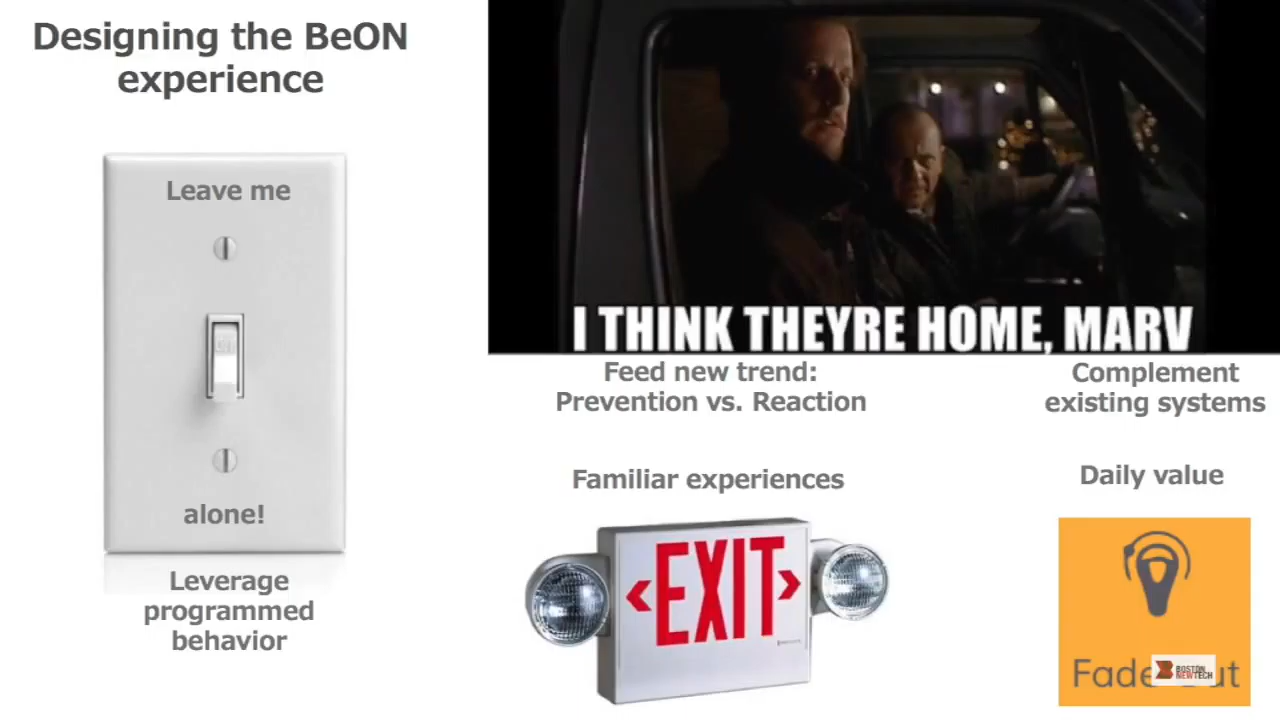 Designing the BeON
experience
Leave me
ON
alone!
Leverage
programmed
behavior
I THINK THEYRE HOME, MARV
Feed new trend:
Prevention vs. Reaction
Complement
existing systems
Familiar experiences
EXIT
Daily value
BOSTON
NEWTECH